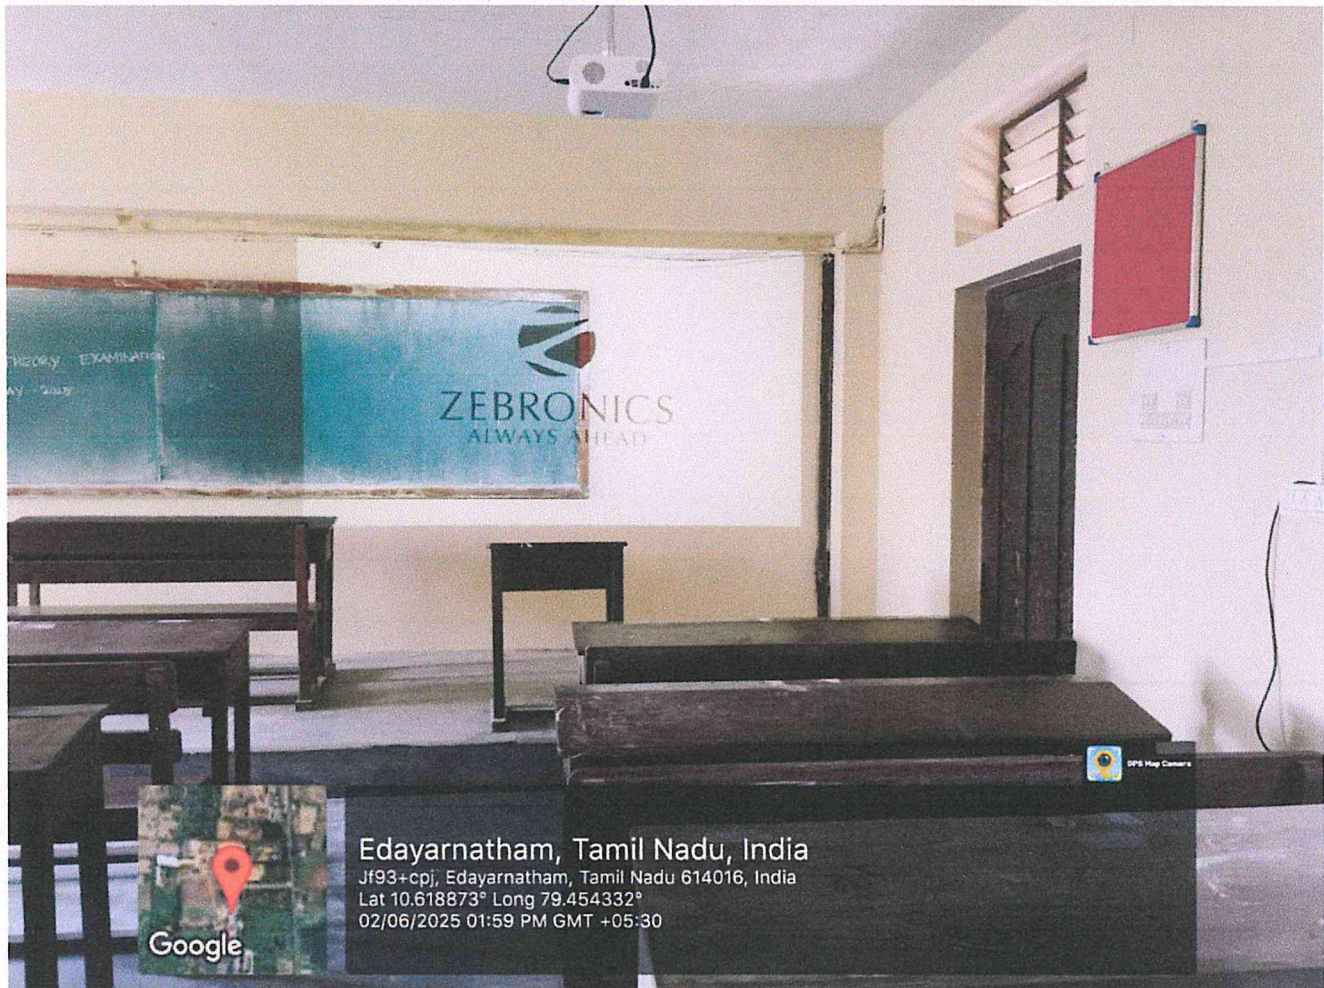 THEORY EXAMINATION
ZEBRONICS
ALWAYS AHEAD
GPS Map Camera
Edayarnatham, Tamil Nadu, India
Jf93+cpj, Edayarnatham, Tamil Nadu 614016, India
Lat 10.618873° Long 79.454332°
02/06/2025 01:59 PM GMT +05:30
Google